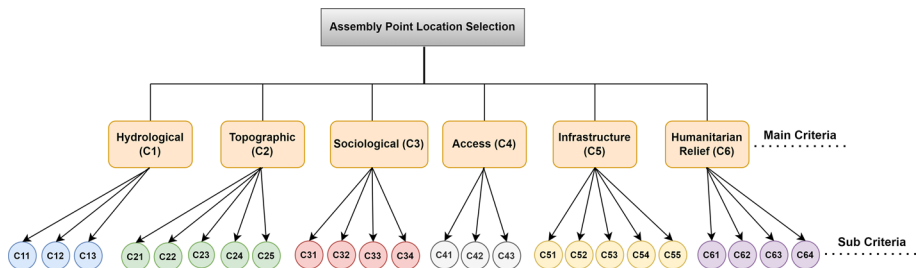 Assembly Point Location Selection
Hydrological
(C1)
Topographic
(C2)
Sociological (C3)
Access (C4)
Infrastructure
(C5)
Humanitarian
Relief (C6)
Main Criteria
C11 C12 C13 C21 C22 C23 C24 C25 C31 C32 C33 C34 C41 C42 C43 C51 C52 C53 C54 C55 C61 C62 C63 C64
Sub Criteria